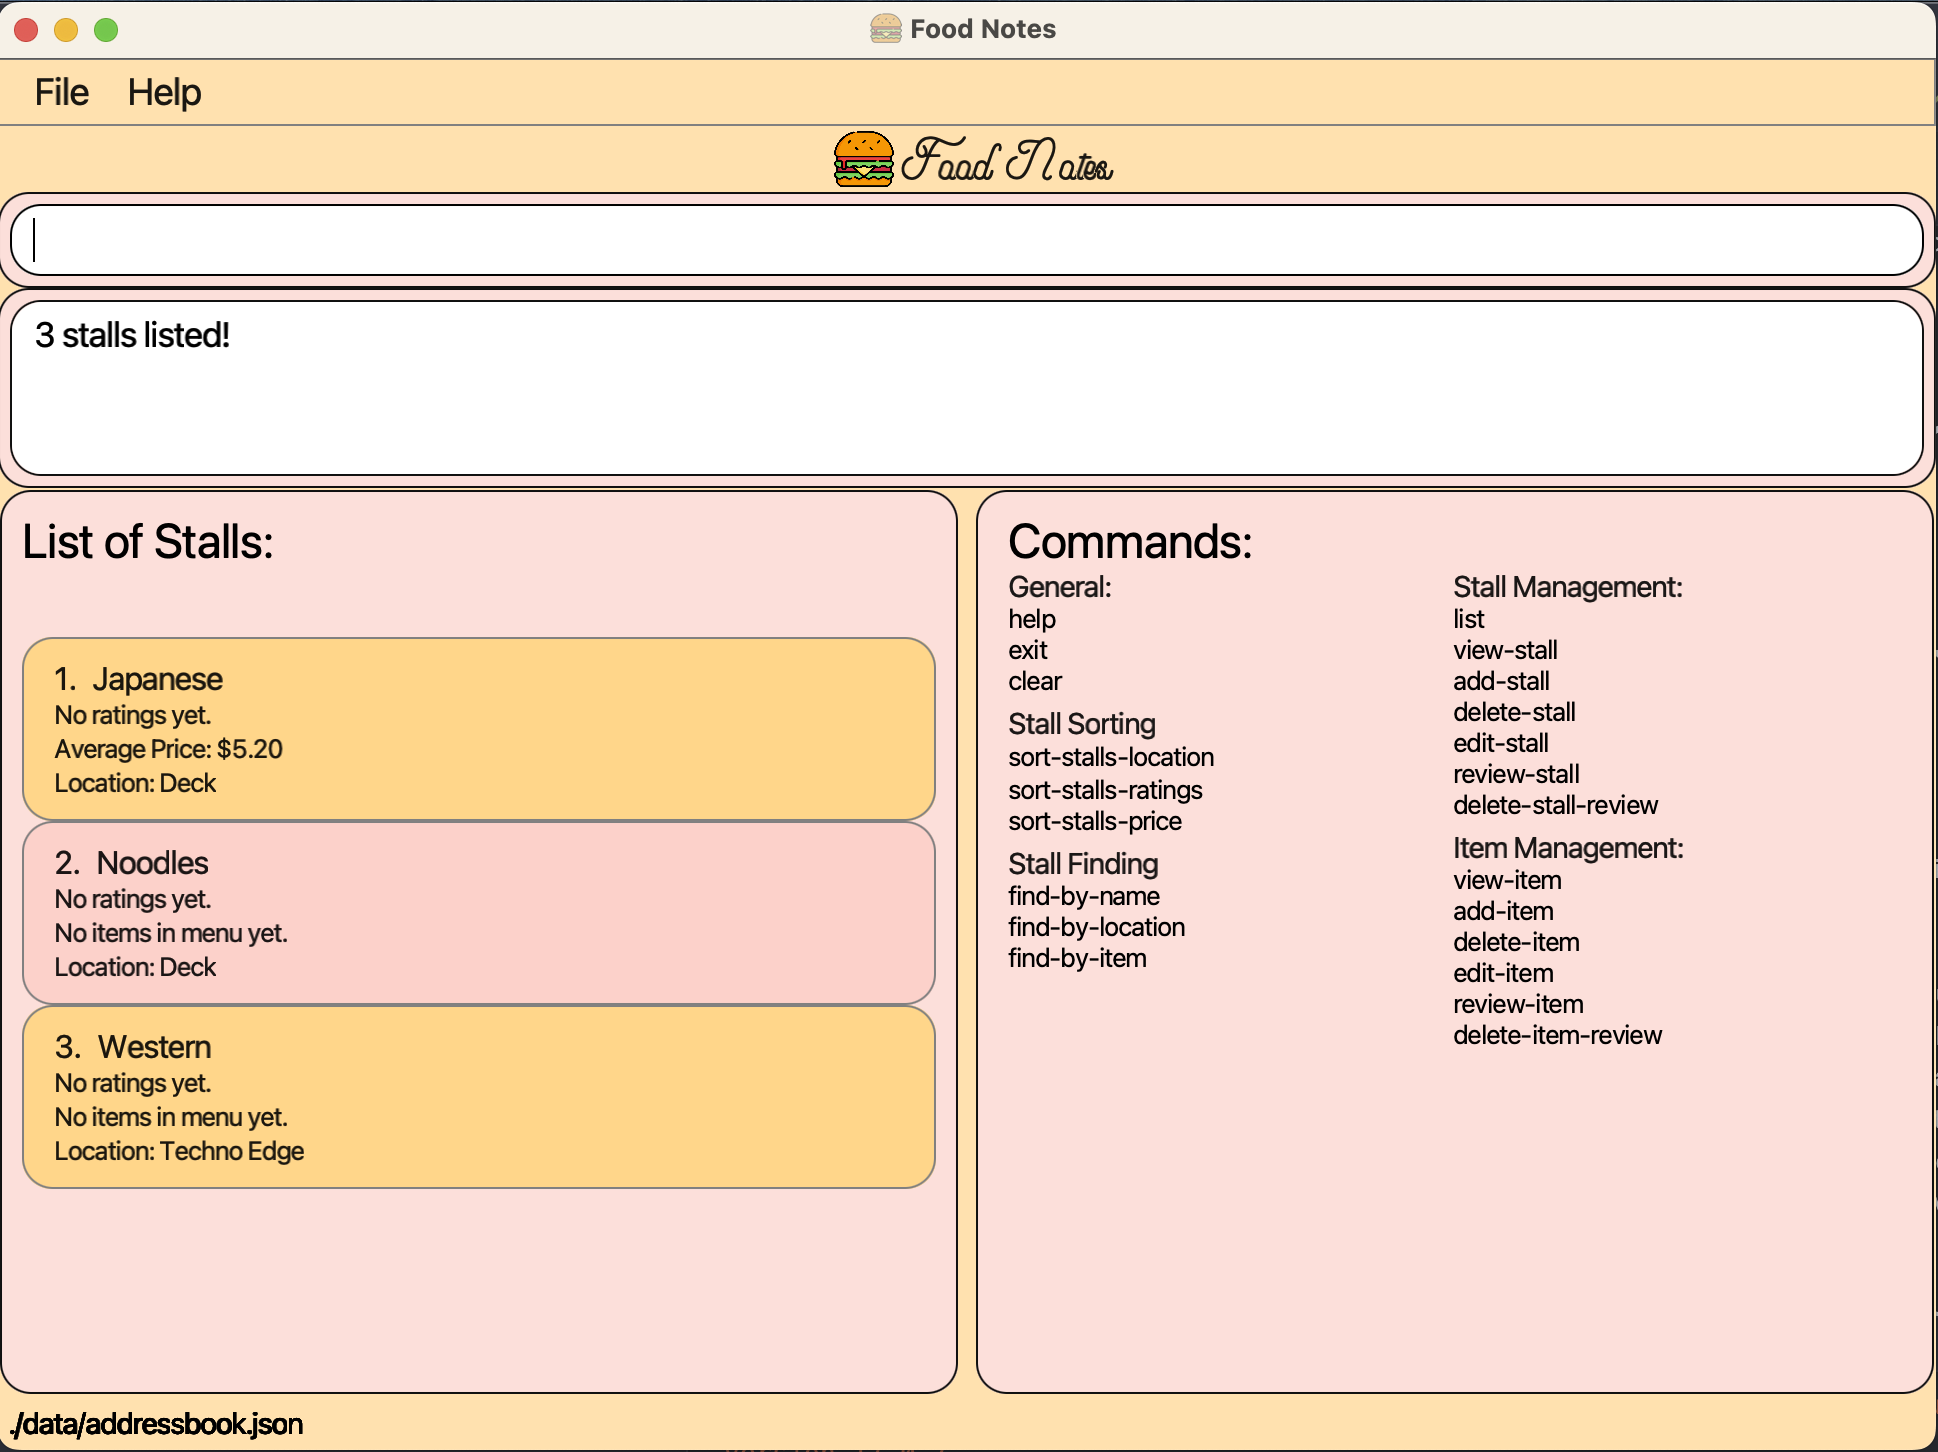 Food Notes
File Help
Food Notes
3 stalls listed!
List of Stalls:
1. Japanese
No ratings yet.
Average Price: $5.20
Location: Deck
2. Noodles
No ratings yet.
No items in menu yet.
Location: Deck
3. Western
No ratings yet.
No items in menu yet.
Location: Techno Edge
Commands:
General:
help
exit
clear
Stall Sorting
sort-stalls-location
sort-stalls-ratings
sort-stalls-price
Stall Finding
find-by-name
find-by-location
find-by-item
Stall Management:
list
view-stall
add-stall
delete-stall
edit-stall
review-stall
delete-stall-review
Item Management:
view-item
add-item
delete-item
edit-item
review-item
delete-item-review
./data/addressbook.json